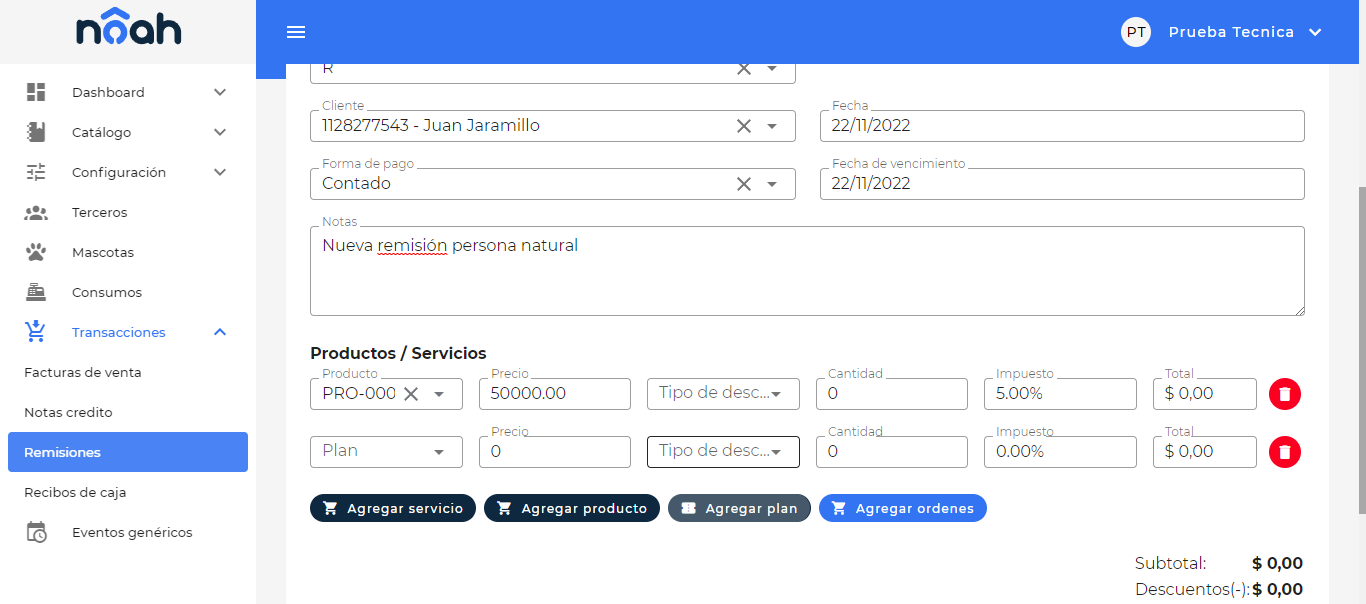 nôah
PT Prueba Tecnica
Dashboard
Catálogo
Configuración
Terceros
Mascotas
Consumos
Transacciones
Facturas de venta
Notas credito
Remisiones
Recibos de caja
Eventos genéricos
R
Cliente
1128277543 - Juan Jaramillo
Fecha
22/11/2022
Forma de pago
Contado
Fecha de vencimiento
22/11/2022
Notas
Nueva remisión persona natural
Productos / Servicios
Producto Precio Cantidad Impuesto Total
PRO-000 50000.00 Tipo de desc... 0 5.00% $ 0,00
Precio Cantidad Impuesto Total
Plan 0 Tipo de desc... 0 0.00% $ 0,00
Agregar servicio Agregar producto Agregar plan Agregar ordenes
Subtotal: $ 0,00
Descuentos(-): $ 0,00